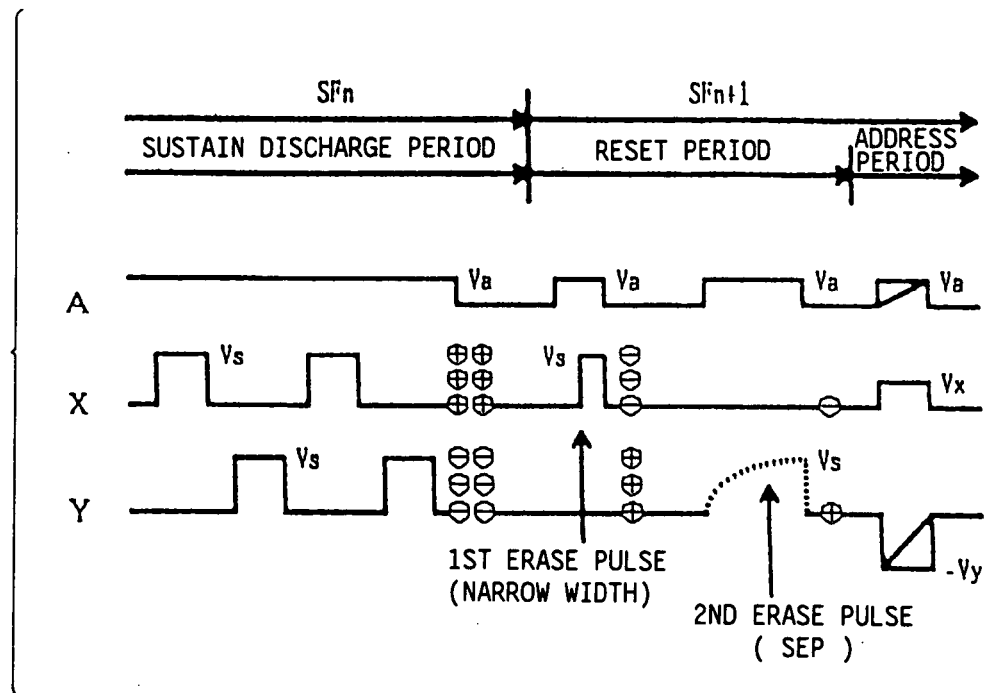 SFn SFn+1
SUSTAIN DISCHARGE PERIOD RESET PERIOD ADDRESS PERIOD
A Va Va Va Va
X Vs Vs Vx
Y Vs Vs
-Vy
1ST ERASE PULSE
(NARROW WIDTH)
2ND ERASE PULSE
( SEP )